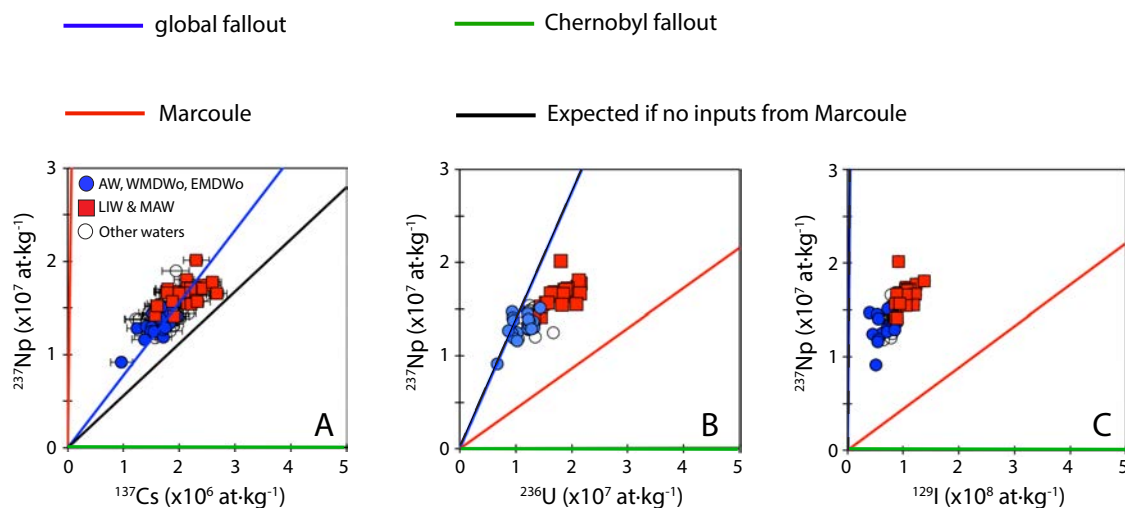 global fallout
Chernobyl fallout
Marcoule
Expected if no inputs from Marcoule
3
2
1
0
²³⁷Np (x10⁷ at·kg⁻¹)
AW, WMDWo, EMDWo
LIW & MAW
Other waters
A
0 1 2 3 4 5
¹³⁷Cs (x10⁶ at·kg⁻¹)
3
2
1
0
²³⁷Np (x10⁷ at·kg⁻¹)
B
0 1 2 3 4 5
²³⁶U (x10⁷ at·kg⁻¹)
3
2
1
0
²³⁷Np (x10⁷ at·kg⁻¹)
C
0 1 2 3 4 5
¹²⁹I (x10⁸ at·kg⁻¹)